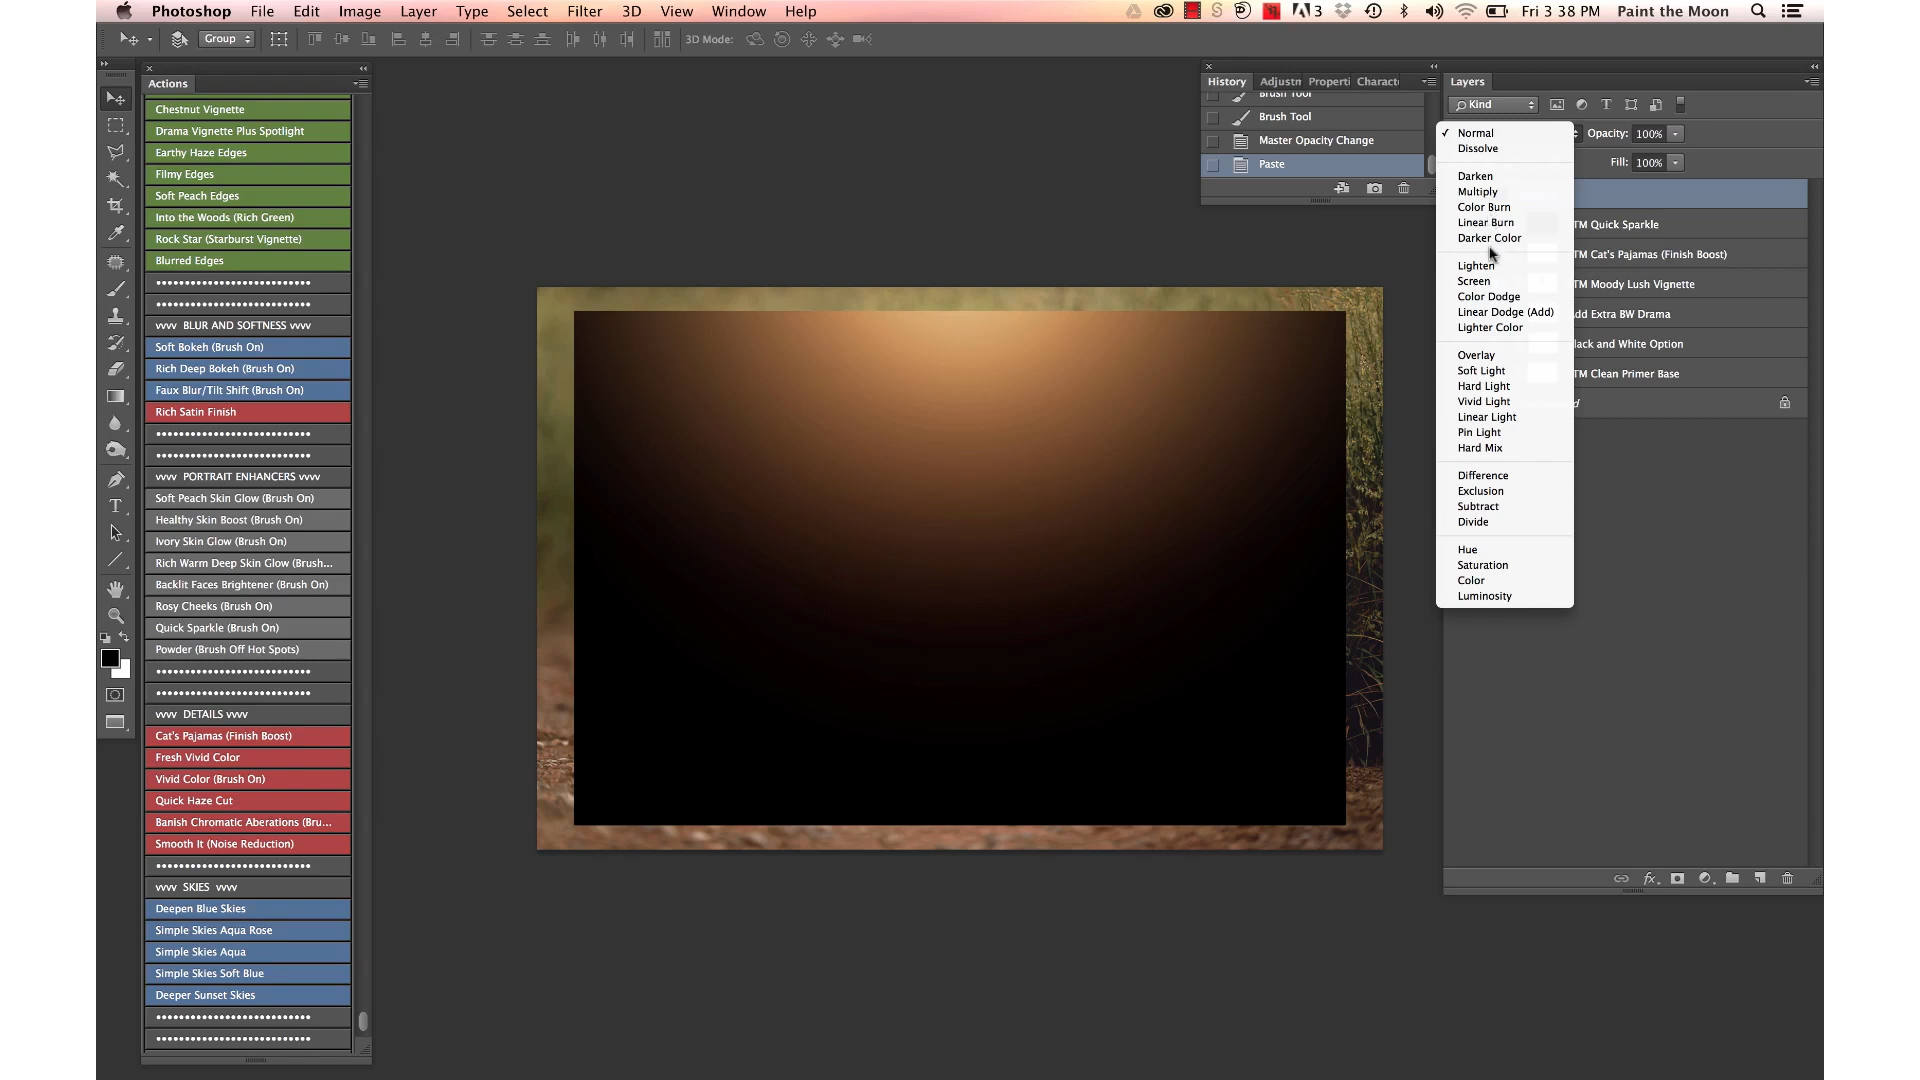 Photoshop File Edit Image Layer Type Select Filter 3D View Window Help 3 Fri 3 38 PM Paint the Moon
Group 3D Mode:
Actions
Chestnut Vignette
Drama Vignette Plus Spotlight
Earthy Haze Edges
Filmy Edges
Soft Peach Edges
Into the Woods (Rich Green)
Rock Star (Starburst Vignette)
Blurred Edges
••••••••••••••••••••••••••••
••••••••••••••••••••••••••••
vvvv BLUR AND SOFTNESS vvvv
Soft Bokeh (Brush On)
Rich Deep Bokeh (Brush On)
Faux Blur/Tilt Shift (Brush On)
Rich Satin Finish
••••••••••••••••••••••••••••
••••••••••••••••••••••••••••
vvvv PORTRAIT ENHANCERS vvvv
Soft Peach Skin Glow (Brush On)
Healthy Skin Boost (Brush On)
Ivory Skin Glow (Brush On)
Rich Warm Deep Skin Glow (Brush...
Backlit Faces Brightener (Brush On)
Rosy Cheeks (Brush On)
Quick Sparkle (Brush On)
Powder (Brush Off Hot Spots)
••••••••••••••••••••••••••••
••••••••••••••••••••••••••••
vvvv DETAILS vvvv
Cat's Pajamas (Finish Boost)
Fresh Vivid Color
Vivid Color (Brush On)
Quick Haze Cut
Banish Chromatic Aberations (Bru...
Smooth It (Noise Reduction)
••••••••••••••••••••••••••••
vvvv SKIES vvvv
Deepen Blue Skies
Simple Skies Aqua Rose
Simple Skies Aqua
Simple Skies Soft Blue
Deeper Sunset Skies
••••••••••••••••••••••••••••
••••••••••••••••••••••••••••
History Adjustn Properti Charact
Brush Tool
Brush Tool
Master Opacity Change
Paste
Layers
Kind
Opacity: 100%
Fill: 100%
Normal
Dissolve
Darken
Multiply
Color Burn
Linear Burn
Darker Color
Lighten
Screen
Color Dodge
Linear Dodge (Add)
Lighter Color
Overlay
Soft Light
Hard Light
Vivid Light
Linear Light
Pin Light
Hard Mix
Difference
Exclusion
Subtract
Divide
Hue
Saturation
Color
Luminosity
TM Quick Sparkle
TM Cat's Pajamas (Finish Boost)
TM Moody Lush Vignette
dd Extra BW Drama
lack and White Option
TM Clean Primer Base
d
fx